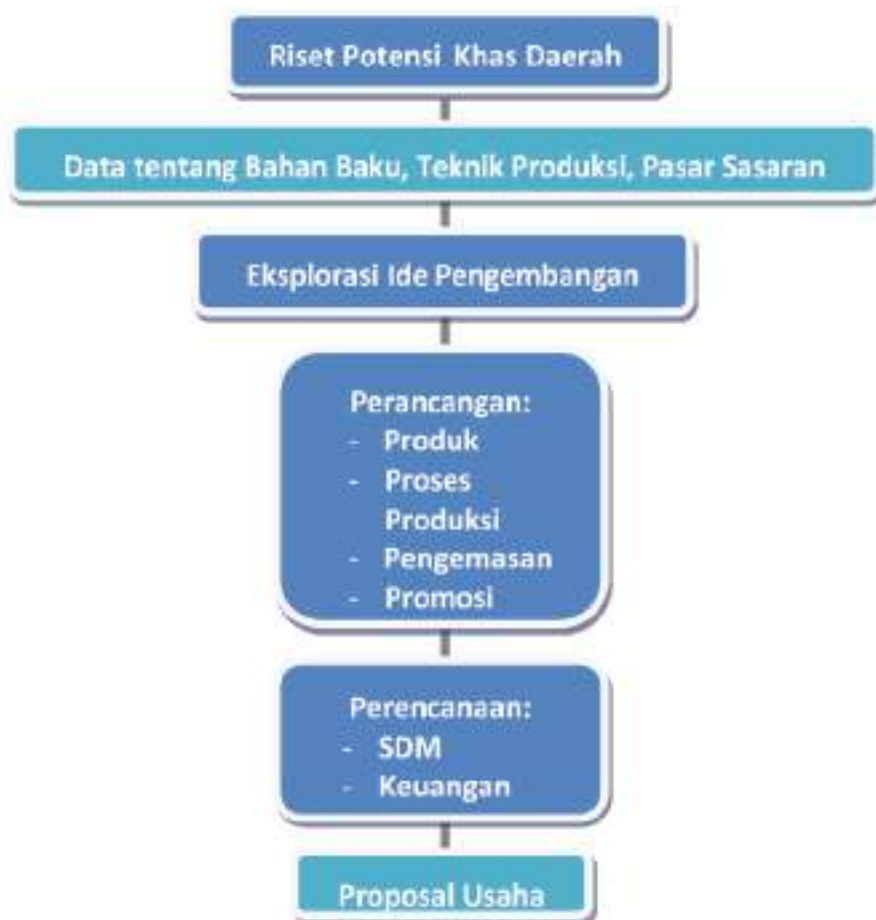 Riset Potensi Khas Daerah
Data tentang Bahan Baku, Teknik Produksi, Pasar Sasaran
Eksplorasi Ide Pengembangan
Perancangan:
- Produk
- Proses
Produksi
- Pengemasan
- Promosi
Perencanaan:
- SDM
- Keuangan
Proposal Usaha